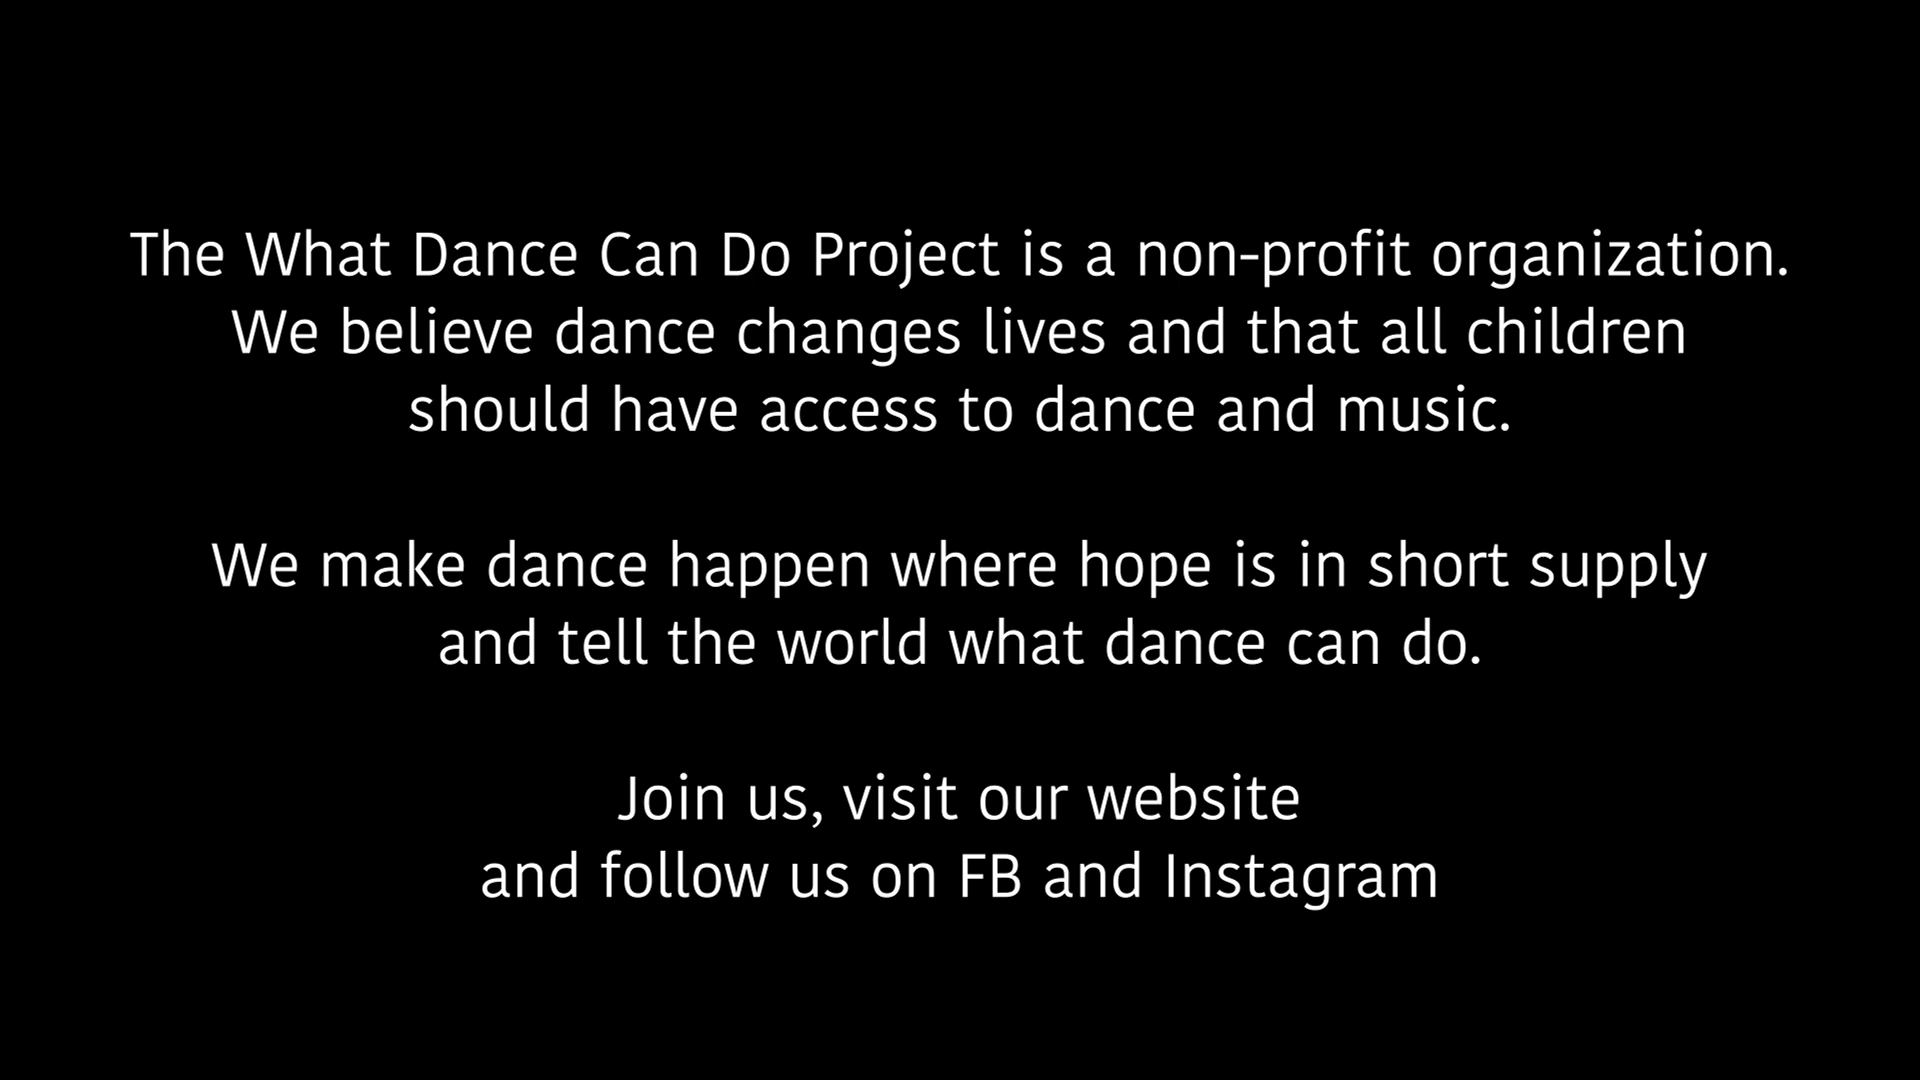 The What Dance Can Do Project is a non-profit organization.
We believe dance changes lives and that all children
should have access to dance and music.
We make dance happen where hope is in short supply
and tell the world what dance can do.
Join us, visit our website
and follow us on FB and Instagram